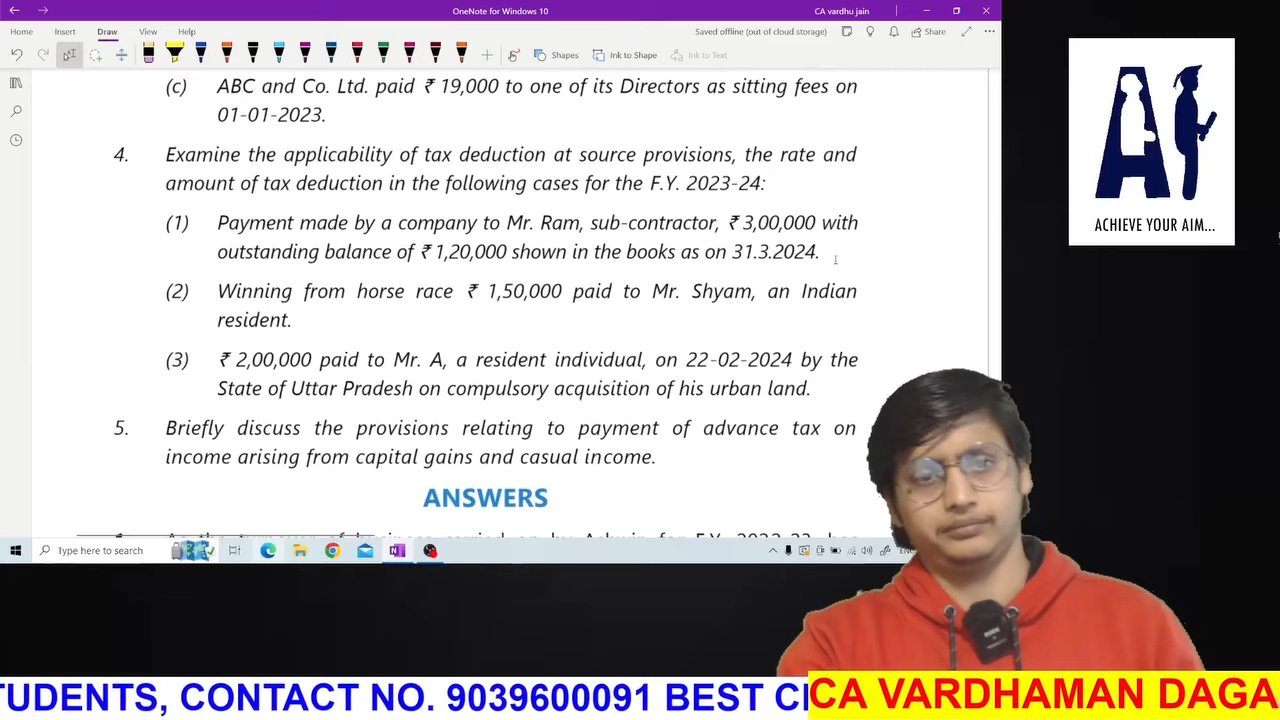 OneNote for Windows 10
CA vardhu jain
Home Insert Draw View Help
Saved offline (out of cloud storage) Share
Shapes Ink to Shape Ink to Text
(c) ABC and Co. Ltd. paid ₹ 19,000 to one of its Directors as sitting fees on
01-01-2023.
4. Examine the applicability of tax deduction at source provisions, the rate and
amount of tax deduction in the following cases for the F.Y. 2023-24:
(1) Payment made by a company to Mr. Ram, sub-contractor, ₹ 3,00,000 with
outstanding balance of ₹ 1,20,000 shown in the books as on 31.3.2024.
(2) Winning from horse race ₹ 1,50,000 paid to Mr. Shyam, an Indian
resident.
(3) ₹ 2,00,000 paid to Mr. A, a resident individual, on 22-02-2024 by the
State of Uttar Pradesh on compulsory acquisition of his urban land.
5. Briefly discuss the provisions relating to payment of advance tax on
income arising from capital gains and casual income.
ANSWERS
Type here to search
ACHIEVE YOUR AIM...
TUDENTS, CONTACT NO. 9039600091 BEST
CA VARDHAMAN DAGA